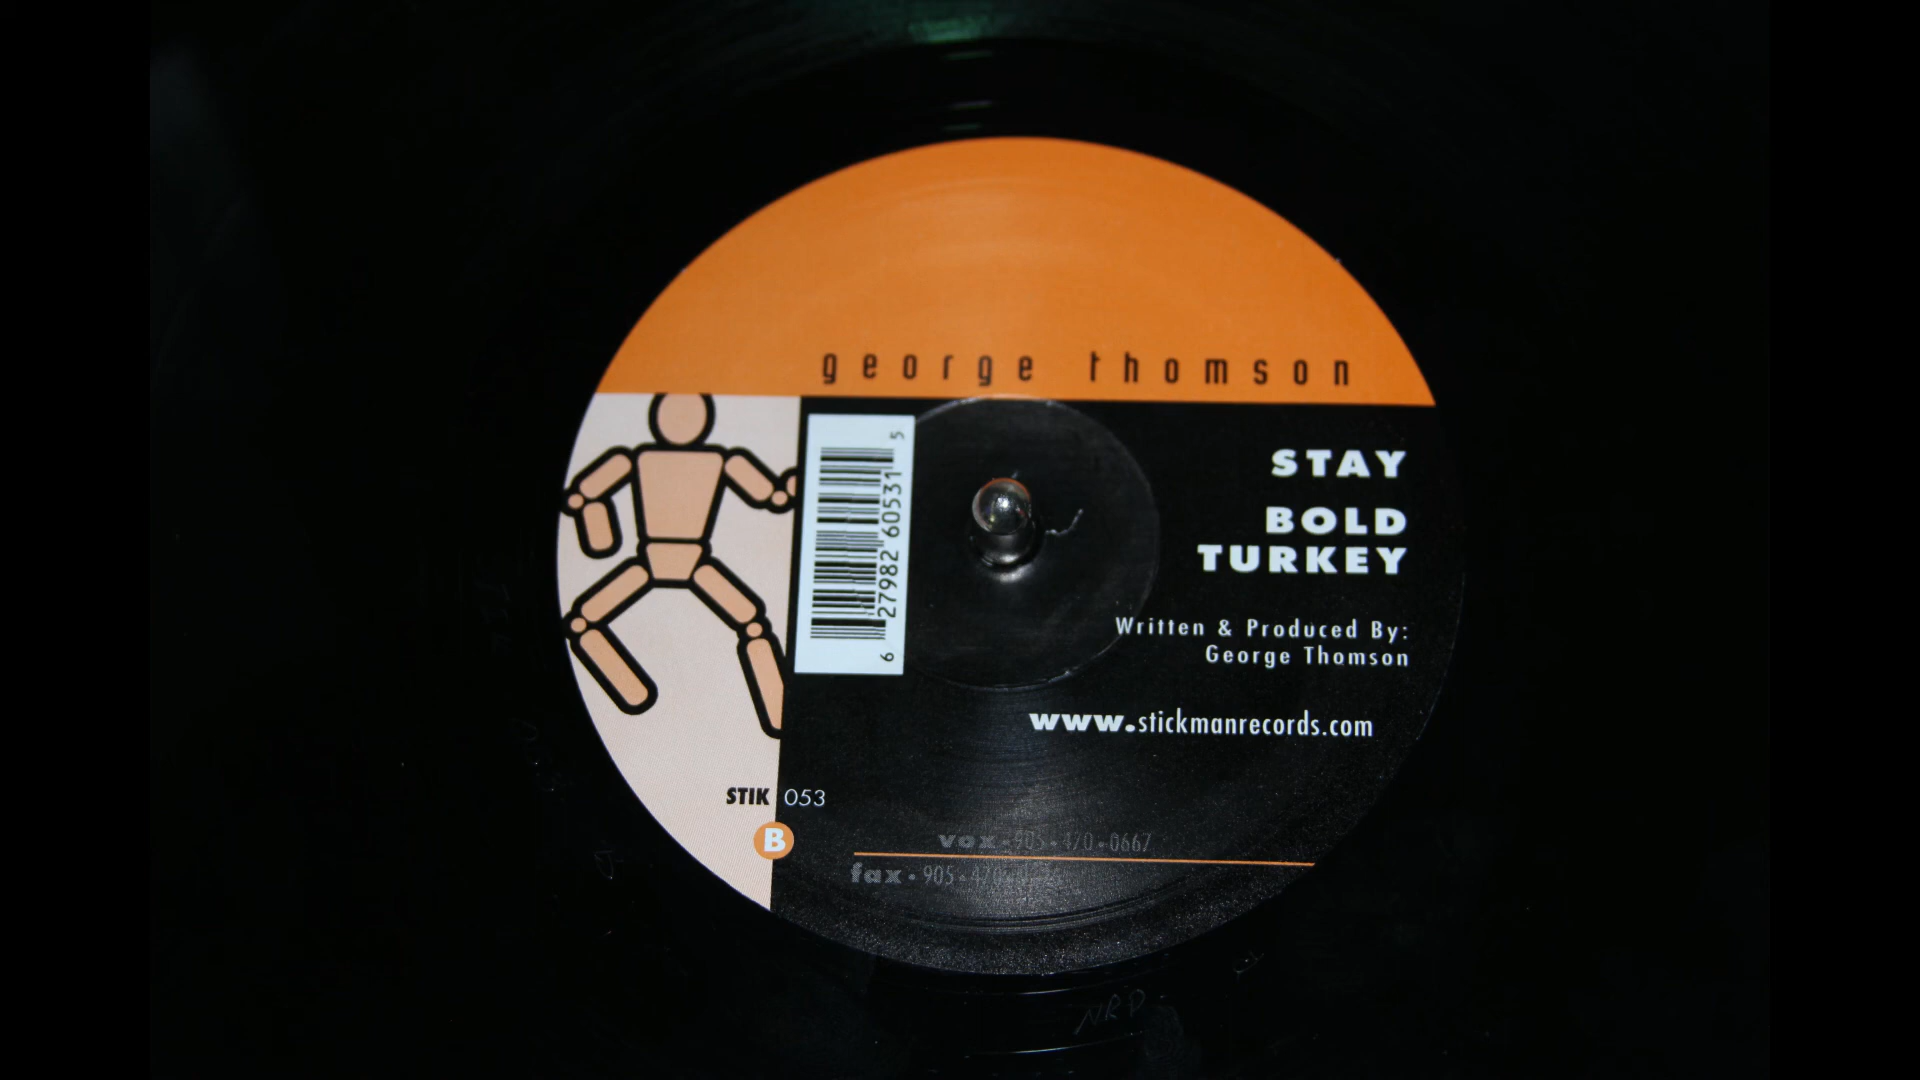 george thomson
STAY
BOLD
TURKEY
Written & Produced By:
George Thomson
www.stickmanrecords.com
6 27982 60531 5
STIK 053
B
vox • 905 • 470 • 0667
fax • 905 • 470
NRP